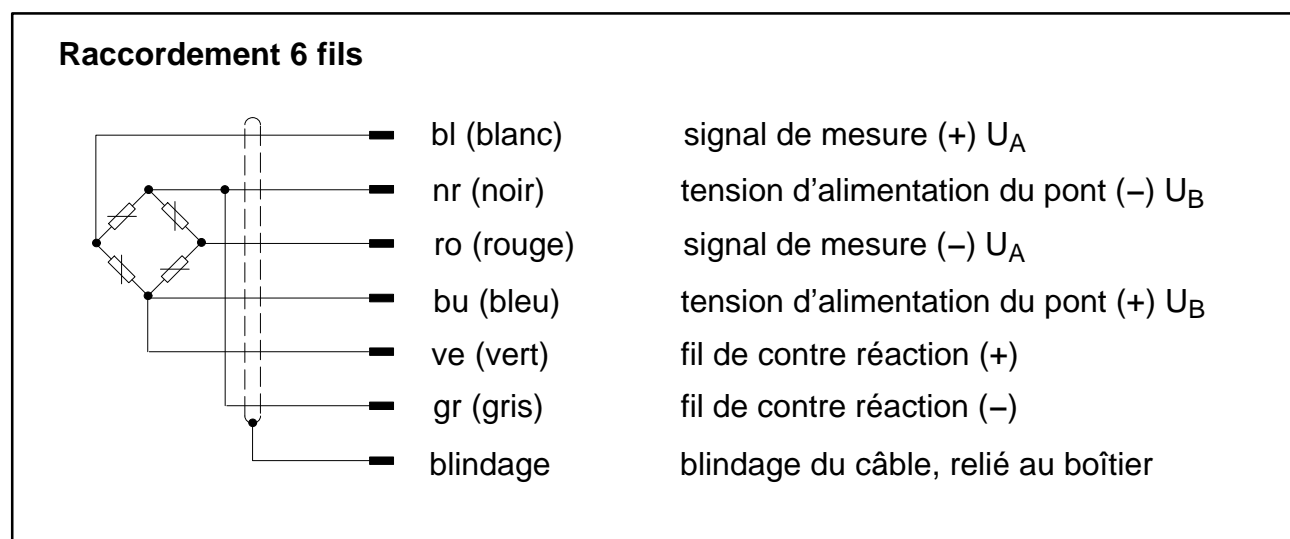 Raccordement 6 fils
bl (blanc) signal de mesure (+) UA
nr (noir) tension d’alimentation du pont (–) UB
ro (rouge) signal de mesure (–) UA
bu (bleu) tension d’alimentation du pont (+) UB
ve (vert) fil de contre réaction (+)
gr (gris) fil de contre réaction (–)
blindage blindage du câble, relié au boîtier